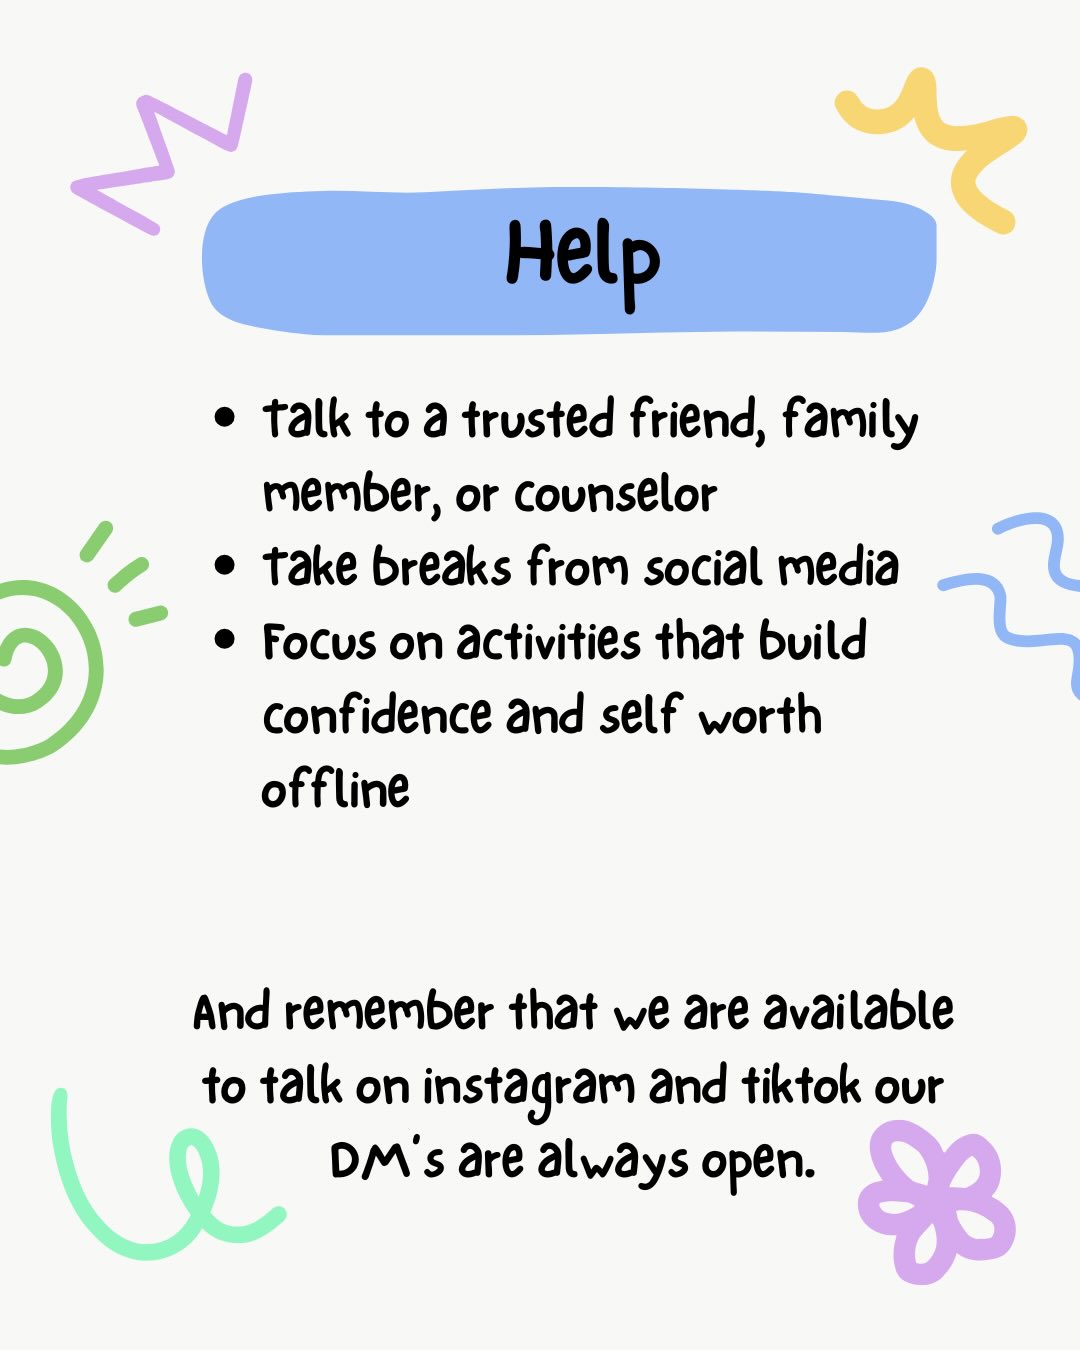 Help
• Talk to a trusted friend, family
member, or counselor
• Take breaks from social media
• Focus on activities that build
confidence and self worth
offline
And remember that we are available
to talk on instagram and tiktok our
DM's are always open.